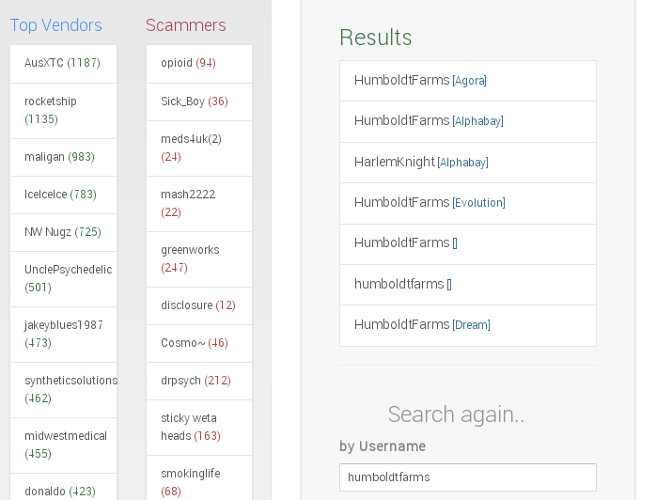 Top Vendors
AusXTC (1187)
rocketship
(1135)
maligan (983)
IceIceIce (783)
NW Nugz (725)
UnclePsychedelic
(501)
jakeyblues1987
(473)
syntheticsolutions
(462)
midwestmedical
(455)
donaldo (423)
Scammers
opioid (94)
Sick_Boy (36)
meds4uk(2)
(24)
mash2222
(22)
greenworks
(247)
disclosure (12)
Cosmo~ (46)
drpsych (212)
sticky weta
heads (163)
smokinglife
(68)
Results
HumboldtFarms [Agora]
HumboldtFarms [Alphabay]
HarlemKnight [Alphabay]
HumboldtFarms [Evolution]
HumboldtFarms []
humboldtfarms []
HumboldtFarms [Dream]
Search again..
by Username
humboldtfarms